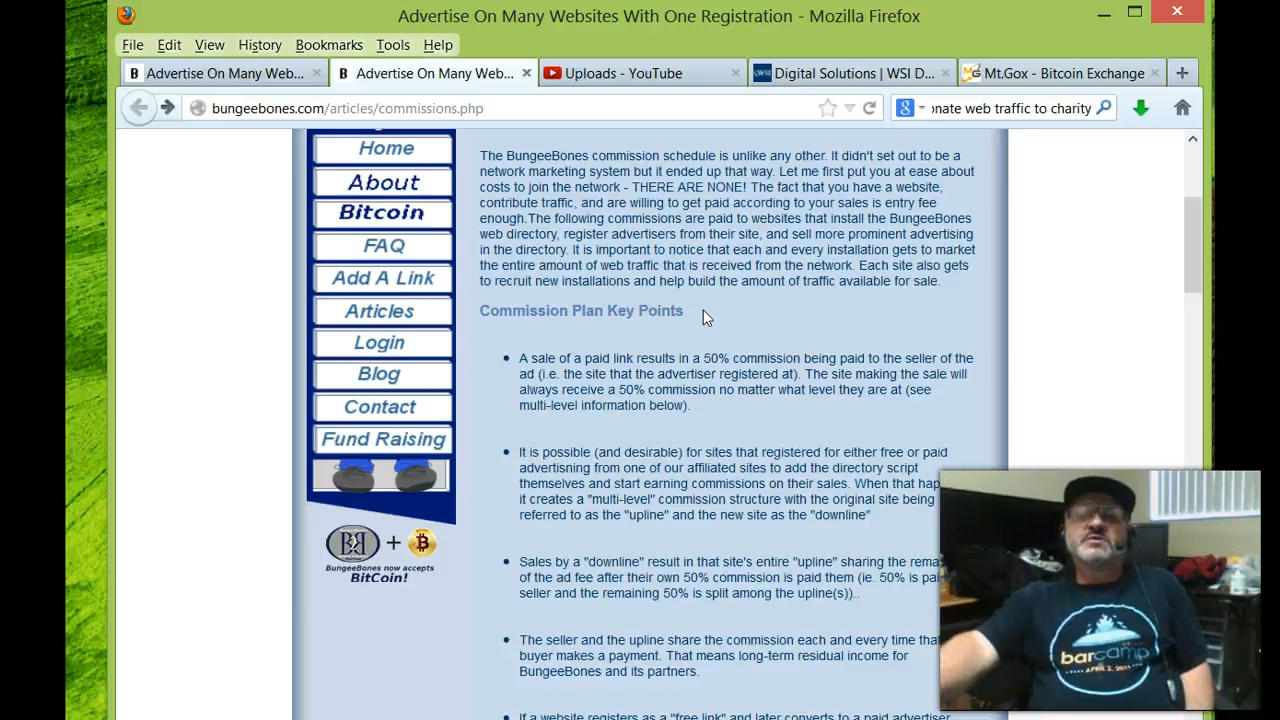 Advertise On Many Websites With One Registration - Mozilla Firefox
File Edit View History Bookmarks Tools Help
Advertise On Many Web... Advertise On Many Web... Uploads - YouTube WSI Digital Solutions | WSI D... Mt.Gox - Bitcoin Exchange
bungeebones.com/articles/commissions.php
nate web traffic to charity
Home
About
Bitcoin
FAQ
Add A Link
Articles
Login
Blog
Contact
Fund Raising
BB + B
BungeeBones now accepts
BitCoin!
The BungeeBones commission schedule is unlike any other. It didn't set out to be a
network marketing system but it ended up that way. Let me first put you at ease about
costs to join the network - THERE ARE NONE! The fact that you have a website,
contribute traffic, and are willing to get paid according to your sales is entry fee
enough.The following commissions are paid to websites that install the BungeeBones
web directory, register advertisers from their site, and sell more prominent advertising
in the directory. It is important to notice that each and every installation gets to market
the entire amount of web traffic that is received from the network. Each site also gets
to recruit new installations and help build the amount of traffic available for sale.
Commission Plan Key Points
A sale of a paid link results in a 50% commission being paid to the seller of the
ad (i.e. the site that the advertiser registered at). The site making the sale will
always receive a 50% commission no matter what level they are at (see
multi-level information below).
It is possible (and desirable) for sites that registered for either free or paid
advertisning from one of our affiliated sites to add the directory script
themselves and start earning commissions on their sales. When that hap
it creates a "multi-level" commission structure with the original site being
referred to as the "upline" and the new site as the "downline"
Sales by a "downline" result in that site's entire "upline" sharing the rema
of the ad fee after their own 50% commission is paid them (ie. 50% is pai
seller and the remaining 50% is split among the upline(s))..
The seller and the upline share the commission each and every time that
buyer makes a payment. That means long-term residual income for
BungeeBones and its partners.
If a website registers as a "free link" and later converts to a paid advertiser
barcamp